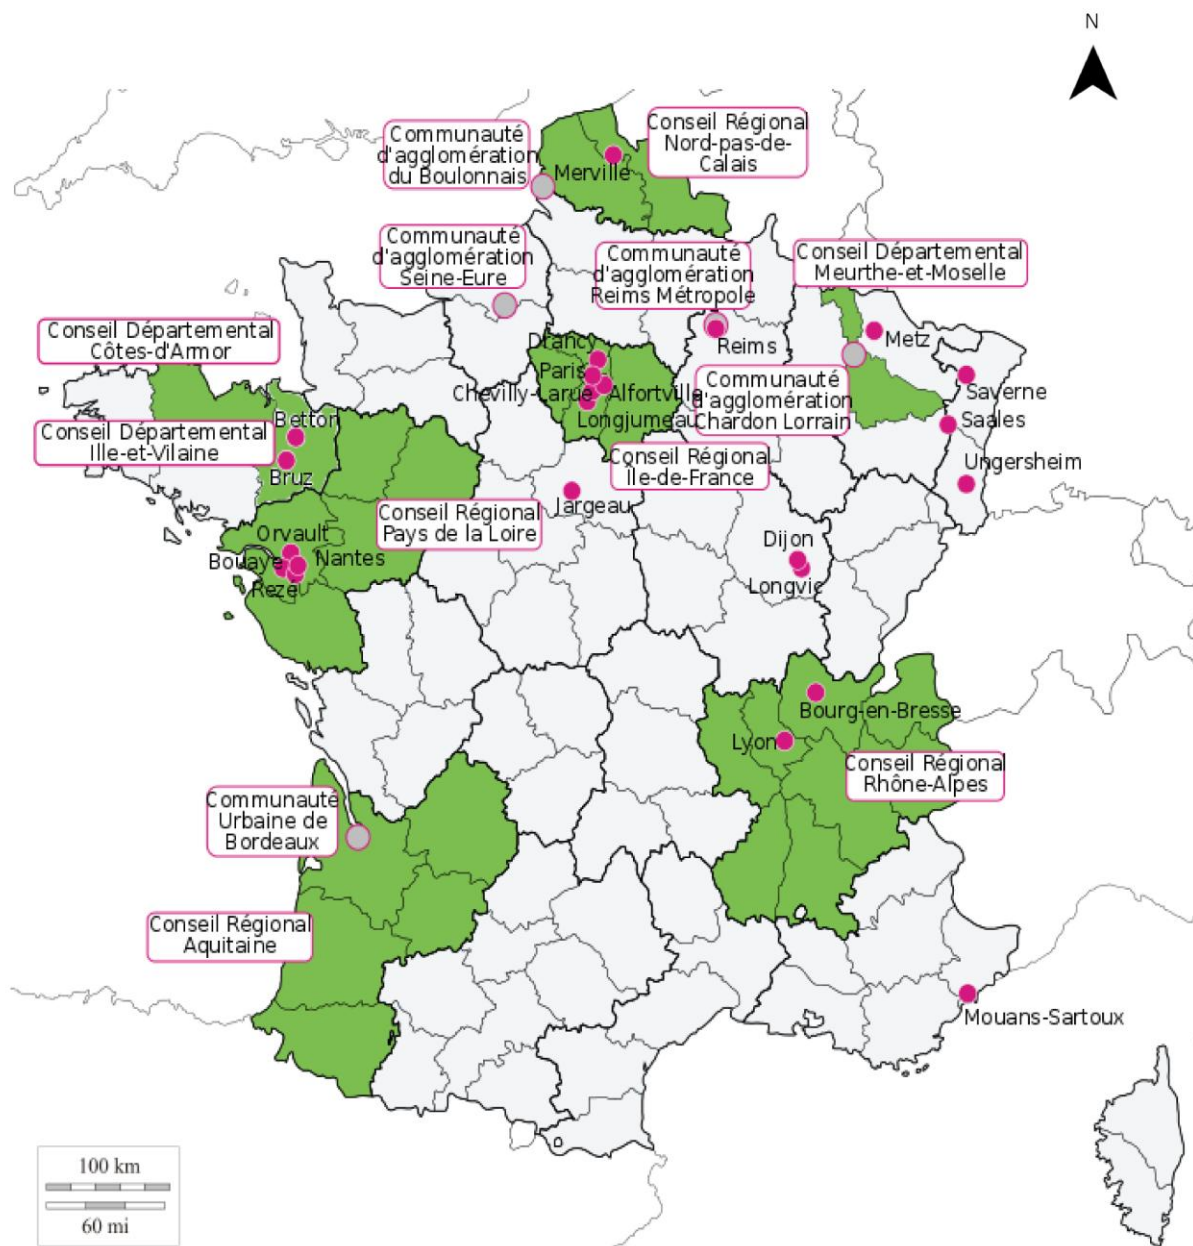 N
Communauté
d'agglomération
du Boulonnais
Conseil Régional
Nord-pas-de-
Calais
Merville
Communauté
d'agglomération
Seine-Eure
Communauté
d'agglomération
Reims Métropole
Conseil Départemental
Meurthe-et-Moselle
Conseil Départemental
Côtes-d'Armor
Drancy
Reims
Metz
Paris
Saverne
Chevilly-Larue
Alfortville
Communauté
d'agglomération
Chardon Lorrain
Betton
Longjumeau
Saales
Conseil Départemental
Ille-et-Vilaine
Conseil Régional
Île-de-France
Ungersheim
Bruz
Jargeau
Conseil Régional
Pays de la Loire
Orvault
Dijon
Bouaye
Nantes
Rezé
Longvic
Bourg-en-Bresse
Lyon
Conseil Régional
Rhône-Alpes
Communauté
Urbaine de
Bordeaux
Conseil Régional
Aquitaine
Mouans-Sartoux
100 km
60 mi